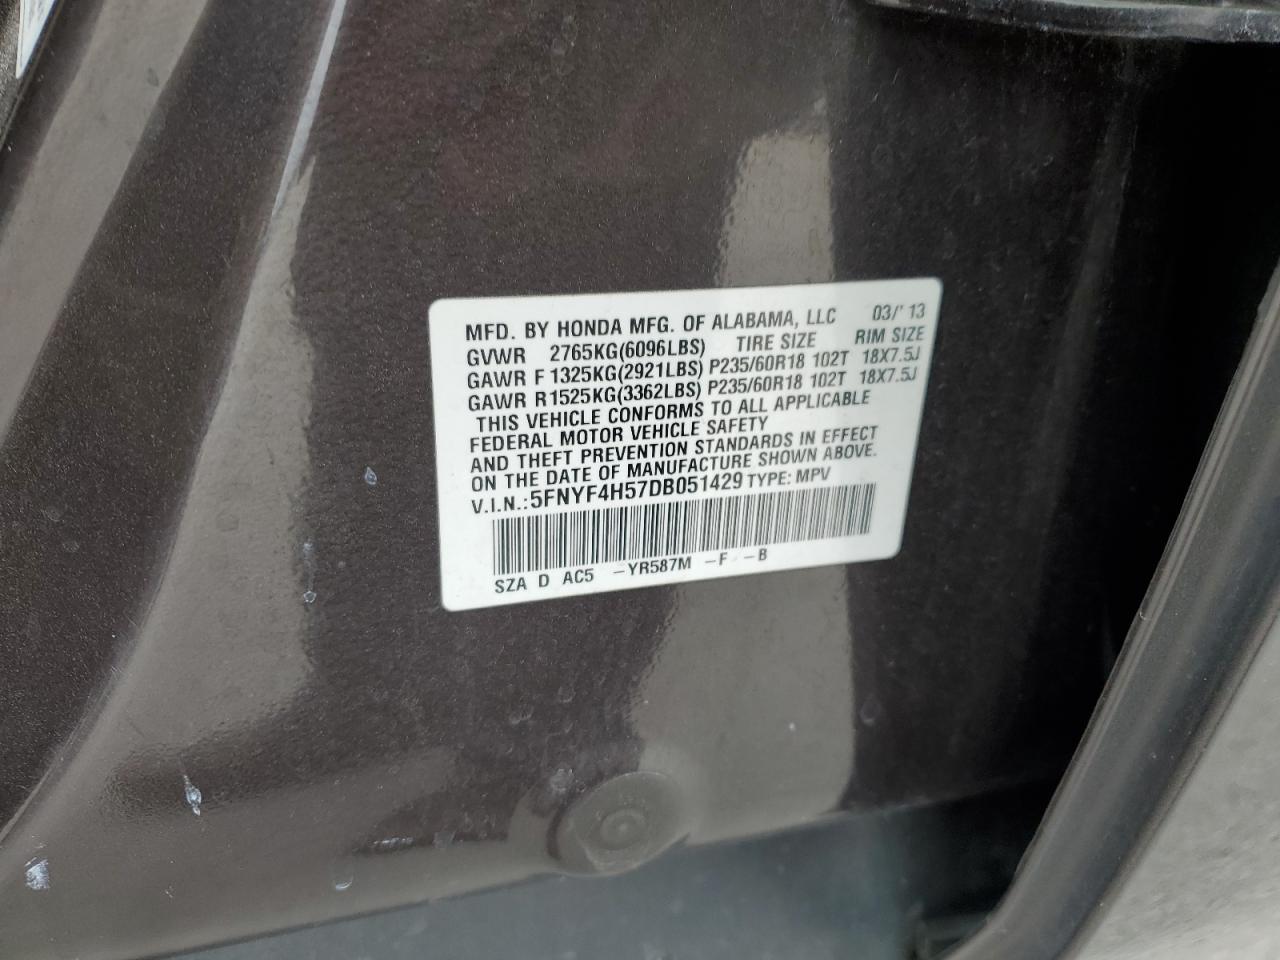 MFD. BY HONDA MFG. OF ALABAMA, LLC 03/'13
GVWR 2765KG(6096LBS) TIRE SIZE RIM SIZE
GAWR F 1325KG(2921LBS) P235/60R18 102T 18X7.5J
GAWR R1525KG(3362LBS) P235/60R18 102T 18X7.5J
THIS VEHICLE CONFORMS TO ALL APPLICABLE
FEDERAL MOTOR VEHICLE SAFETY
AND THEFT PREVENTION STANDARDS IN EFFECT
ON THE DATE OF MANUFACTURE SHOWN ABOVE.
V.I.N.:5FNYF4H57DB051429 TYPE: MPV
SZA D AC5 -YR587M -F -B